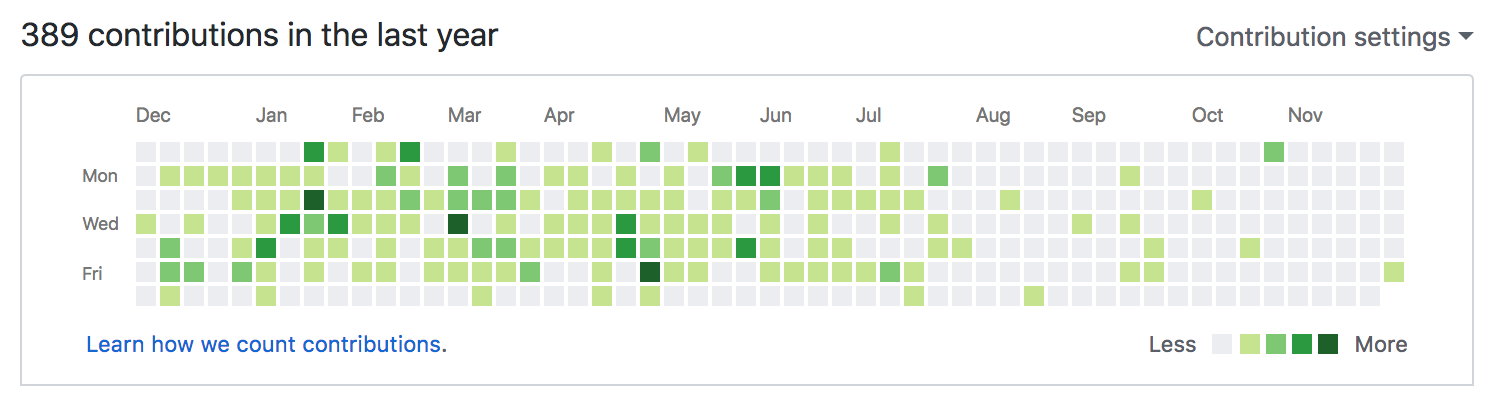 389 contributions in the last year
Contribution settings
Dec Jan Feb Mar Apr May Jun Jul Aug Sep Oct Nov
Mon
Wed
Fri
Learn how we count contributions.
Less More